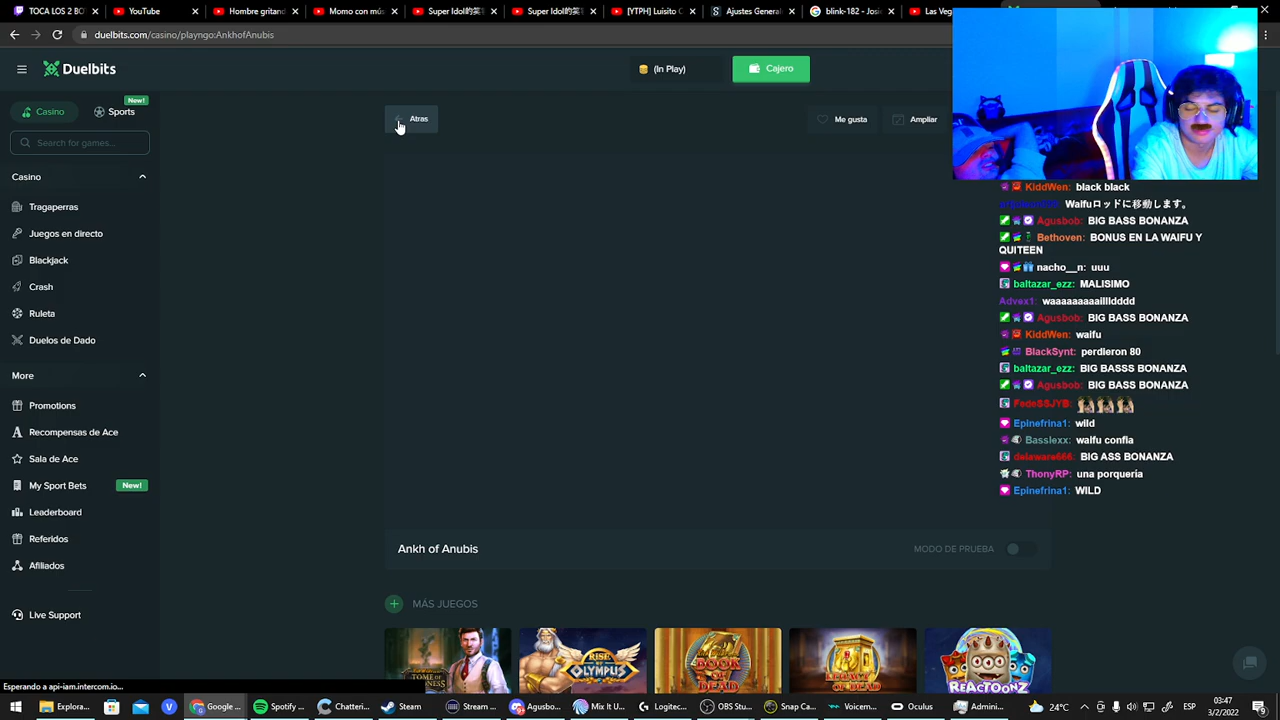 TOCA LOS 2 BO
YouTube
Hombre gritand
Momo con mús
Super Idol的笑
Super Idol的笑
[YTPH] Luisito C
Ajustes General
blink-182 - Josi
Las Veg
duelbits.com/casino/playngo:AnkhofAnubis
Duelbits
(In Play)
Cajero
New!
Casino
Sports
Search for games...
Atras
Me gusta
Ampliar
Casino
Tragaperras
Juegos en directo
Blackjack
Crash
Ruleta
Duelos de Dado
More
Promotions
Recompensas de Ace
Sala de Ace
My Sport Bets New!
Leaderboard
Referidos
Afiliados
Live Support
KiddWen: black black
Waifuロッドに移動します。
Agusbob: BIG BASS BONANZA
Bethoven: BONUS EN LA WAIFU Y
QUITEEN
nacho__n: uuu
baltazar_ezz: MALISIMO
Advex1: waaaaaaaaillldddd
Agusbob: BIG BASS BONANZA
KiddWen: waifu
BlackSynt: perdieron 80
baltazar_ezz: BIG BASSS BONANZA
Agusbob: BIG BASS BONANZA
FedeSSJYB:
Epinefrina1: wild
Basslexx: waifu confia
delaware666: BIG ASS BONANZA
ThonyRP: una porqueria
Epinefrina1: WILD
Ankh of Anubis
MODO DE PRUEBA
MÁS JUEGOS
RISE OF OLYMPUS
BOOK OF DEAD
LEGACY OF DEAD
REACTOONZ
Esperando a api-iam.intercom.io...
Explora...
Google ...
Spotify ...
Chatteri...
Steam
Stream ...
Agusbo...
Mix It U...
Logitec...
OBS Stu...
Snap Ca...
Voicem...
Oculus
Admini...
24°C
ESP
03:47
3/2/2022